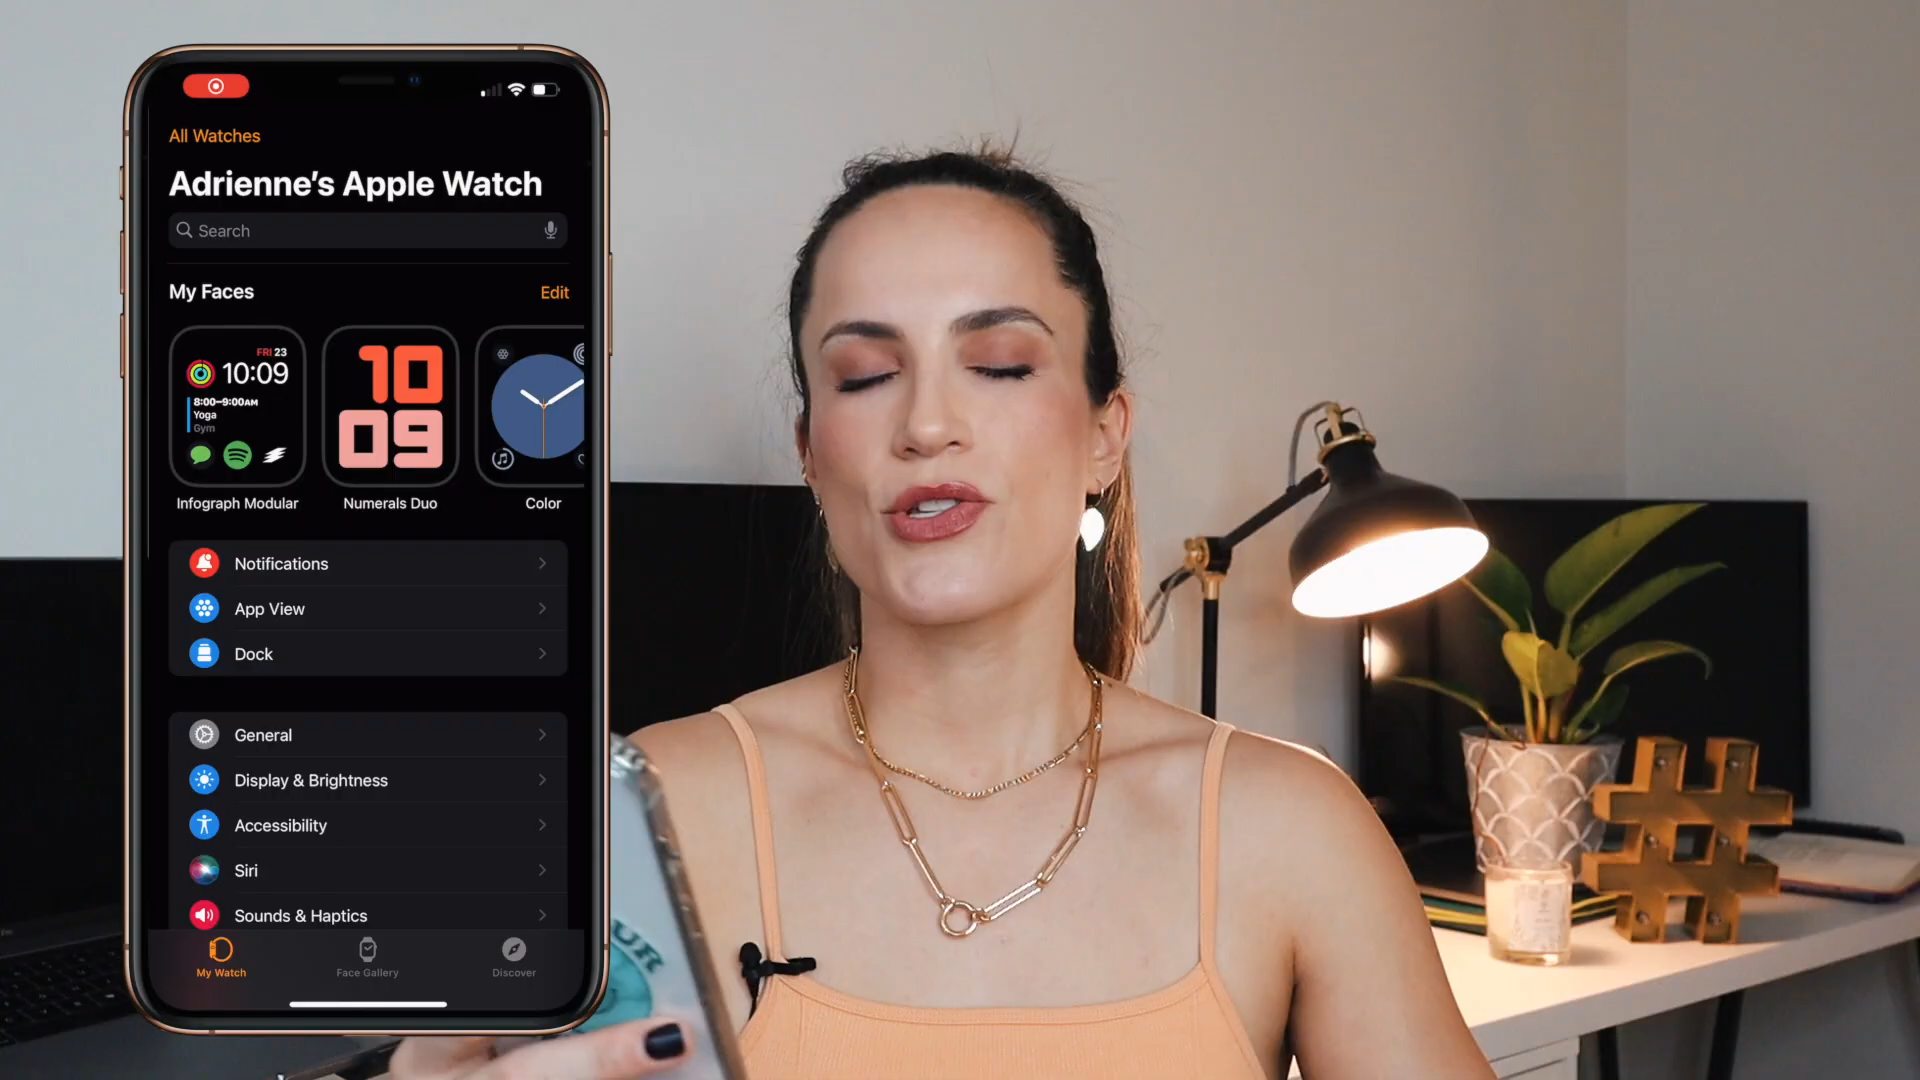 All Watches
Adrienne’s Apple Watch
Search
My Faces Edit
FRI 23
10:09
8:00–9:00AM
Yoga
Gym
10
09
Infograph Modular Numerals Duo Color
Notifications
App View
Dock
General
Display & Brightness
Accessibility
Siri
Sounds & Haptics
My Watch Face Gallery Discover
UR
#